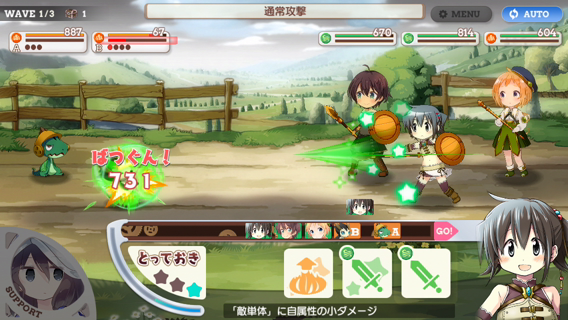 WAVE 1/3 1
通常攻撃
MENU
AUTO
887
A
67
B
670
814
604
ばつぐん!
731
B
A
GO!
とっておき
SUPPORT
「敵単体」に自属性の小ダメージ